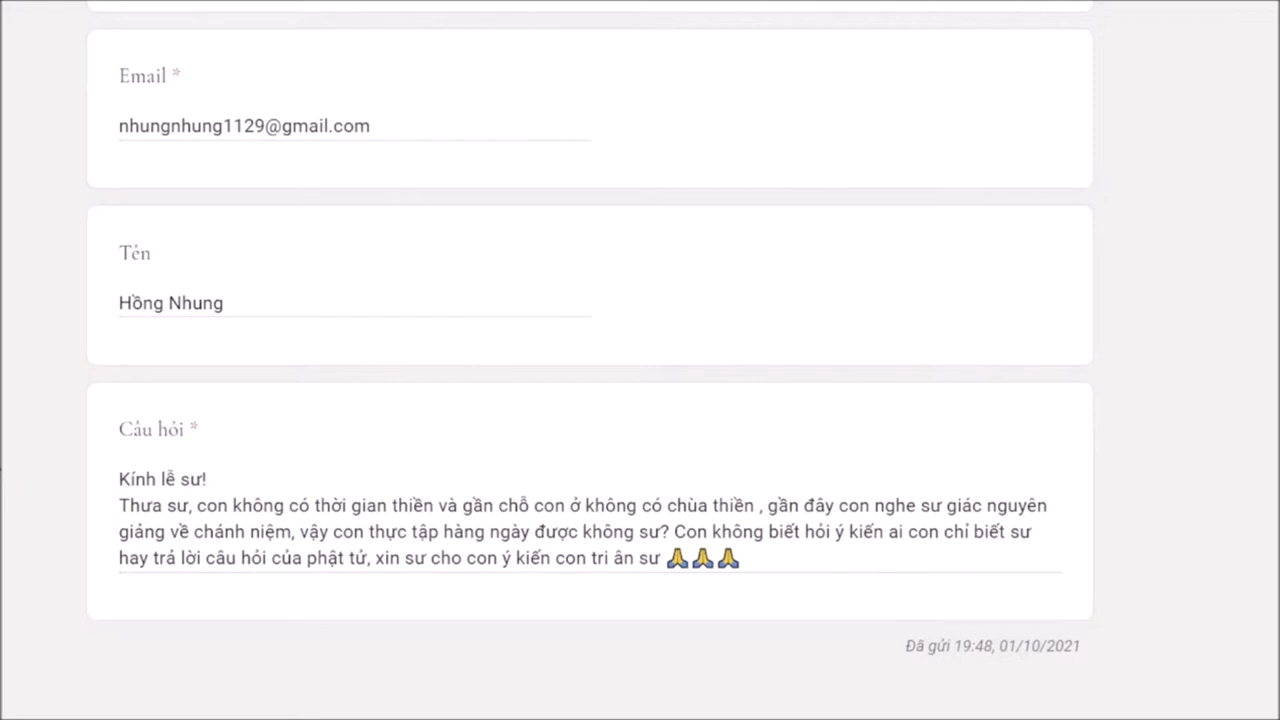 Email *
nhungnhung1129@gmail.com
Tên
Hồng Nhung
Câu hỏi *
Kính lễ sư!
Thưa sư, con không có thời gian thiền và gần chỗ con ở không có chùa thiền , gần đây con nghe sư giác nguyên
giảng về chánh niệm, vậy con thực tập hàng ngày được không sư? Con không biết hỏi ý kiến ai con chỉ biết sư
hay trả lời câu hỏi của phật tử, xin sư cho con ý kiến con tri ân sư 🙏🙏🙏
Đã gửi 19:48, 01/10/2021